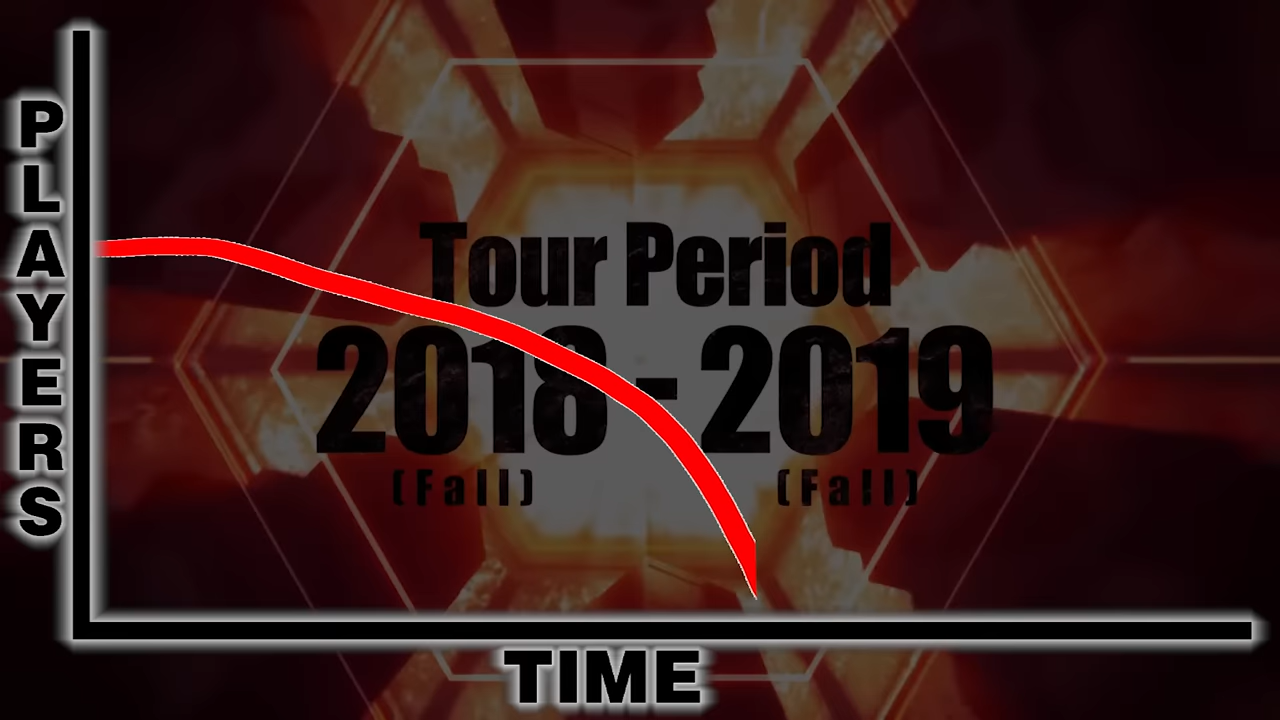 PLAYERS
Tour Period
2018 - 2019
(Fall) (Fall)
TIME